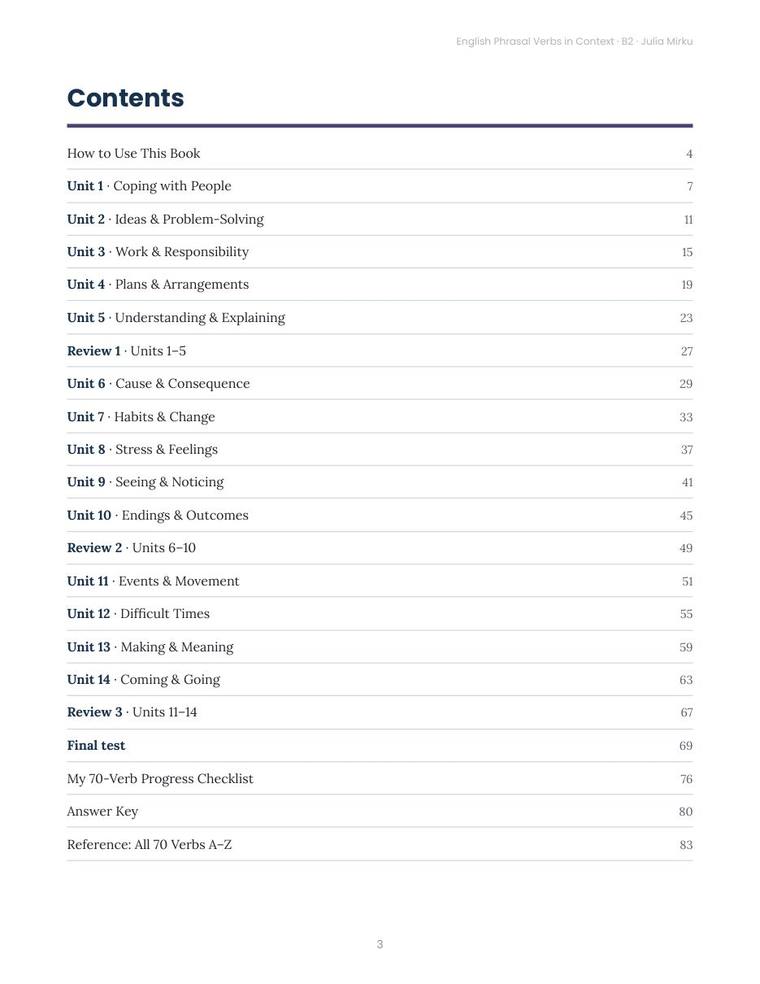 English Phrasal Verbs in Context · B2 · Julia Mirku
Contents
How to Use This Book 4
Unit 1 · Coping with People 7
Unit 2 · Ideas & Problem-Solving 11
Unit 3 · Work & Responsibility 15
Unit 4 · Plans & Arrangements 19
Unit 5 · Understanding & Explaining 23
Review 1 · Units 1–5 27
Unit 6 · Cause & Consequence 29
Unit 7 · Habits & Change 33
Unit 8 · Stress & Feelings 37
Unit 9 · Seeing & Noticing 41
Unit 10 · Endings & Outcomes 45
Review 2 · Units 6–10 49
Unit 11 · Events & Movement 51
Unit 12 · Difficult Times 55
Unit 13 · Making & Meaning 59
Unit 14 · Coming & Going 63
Review 3 · Units 11–14 67
Final test 69
My 70-Verb Progress Checklist 76
Answer Key 80
Reference: All 70 Verbs A–Z 83
3